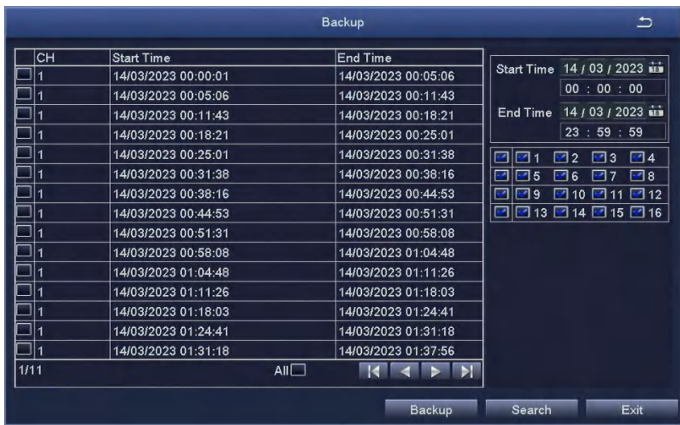 Backup
CH Start Time End Time
1 14/03/2023 00:00:01 14/03/2023 00:05:06
1 14/03/2023 00:05:06 14/03/2023 00:11:43
1 14/03/2023 00:11:43 14/03/2023 00:18:21
1 14/03/2023 00:18:21 14/03/2023 00:25:01
1 14/03/2023 00:25:01 14/03/2023 00:31:38
1 14/03/2023 00:31:38 14/03/2023 00:38:16
1 14/03/2023 00:38:16 14/03/2023 00:44:53
1 14/03/2023 00:44:53 14/03/2023 00:51:31
1 14/03/2023 00:51:31 14/03/2023 00:58:08
1 14/03/2023 00:58:08 14/03/2023 01:04:48
1 14/03/2023 01:04:48 14/03/2023 01:11:26
1 14/03/2023 01:11:26 14/03/2023 01:18:03
1 14/03/2023 01:18:03 14/03/2023 01:24:41
1 14/03/2023 01:24:41 14/03/2023 01:31:18
1 14/03/2023 01:31:18 14/03/2023 01:37:56
1/11 All
Start Time 14 / 03 / 2023
00 : 00 : 00
End Time 14 / 03 / 2023
23 : 59 : 59
1 2 3 4
5 6 7 8
9 10 11 12
13 14 15 16
Backup Search Exit